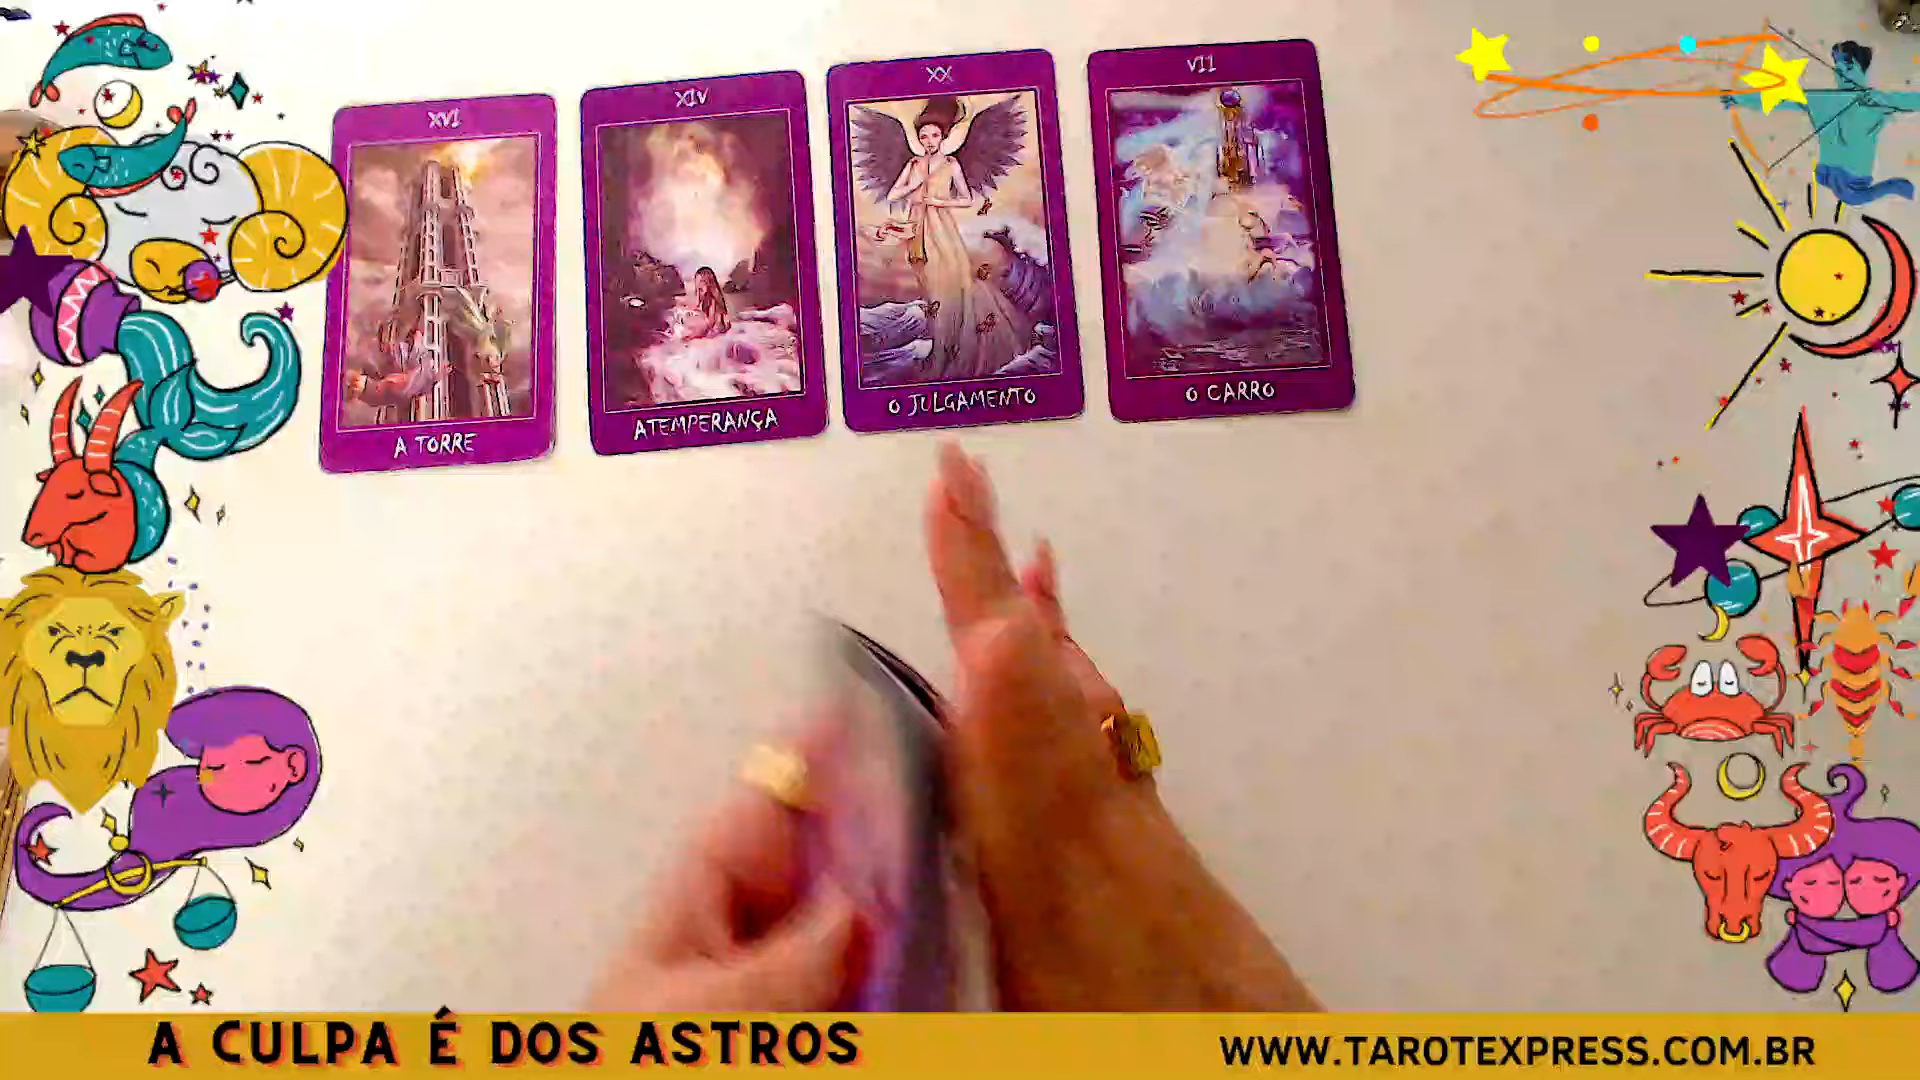 XVI
A TORRE
XIV
ATEMPERANÇA
XX
O JULGAMENTO
VII
O CARRO
A CULPA É DOS ASTROS
WWW.TAROTEXPRESS.COM.BR